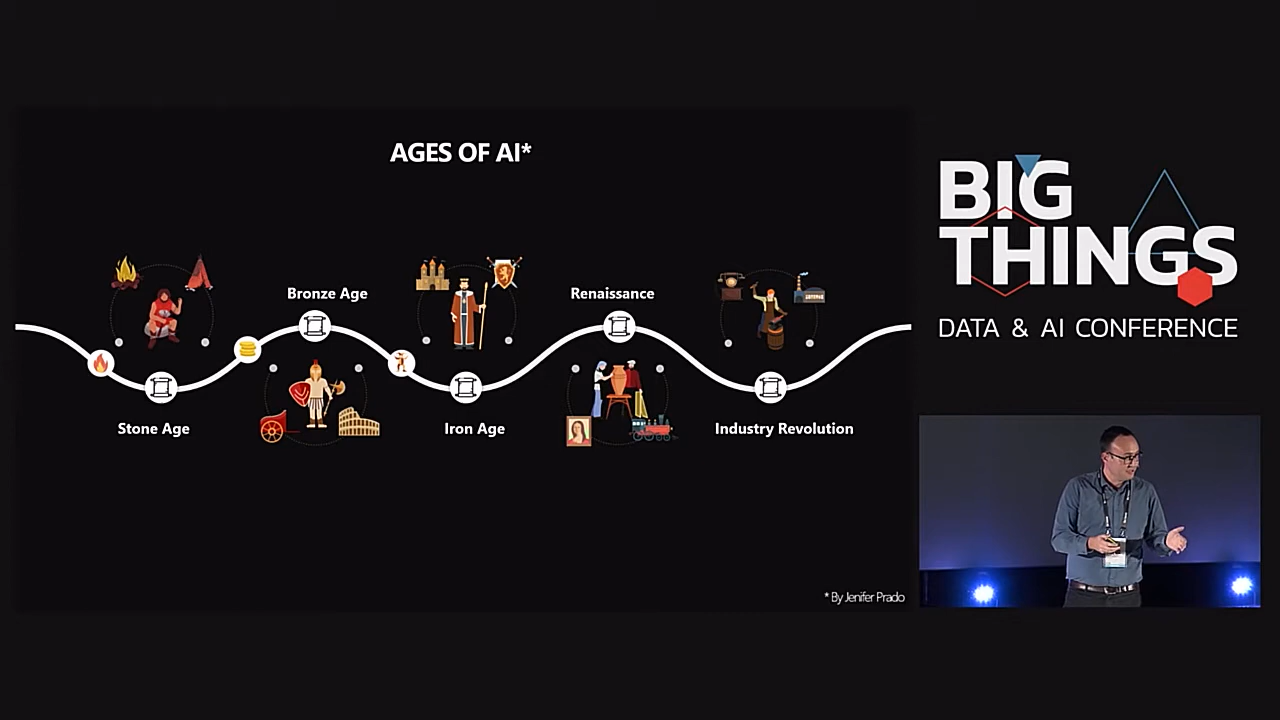 AGES OF AI*
Bronze Age
Renaissance
Stone Age
Iron Age
Industry Revolution
* By Jenifer Prado
BIG
THINGS
DATA & AI CONFERENCE